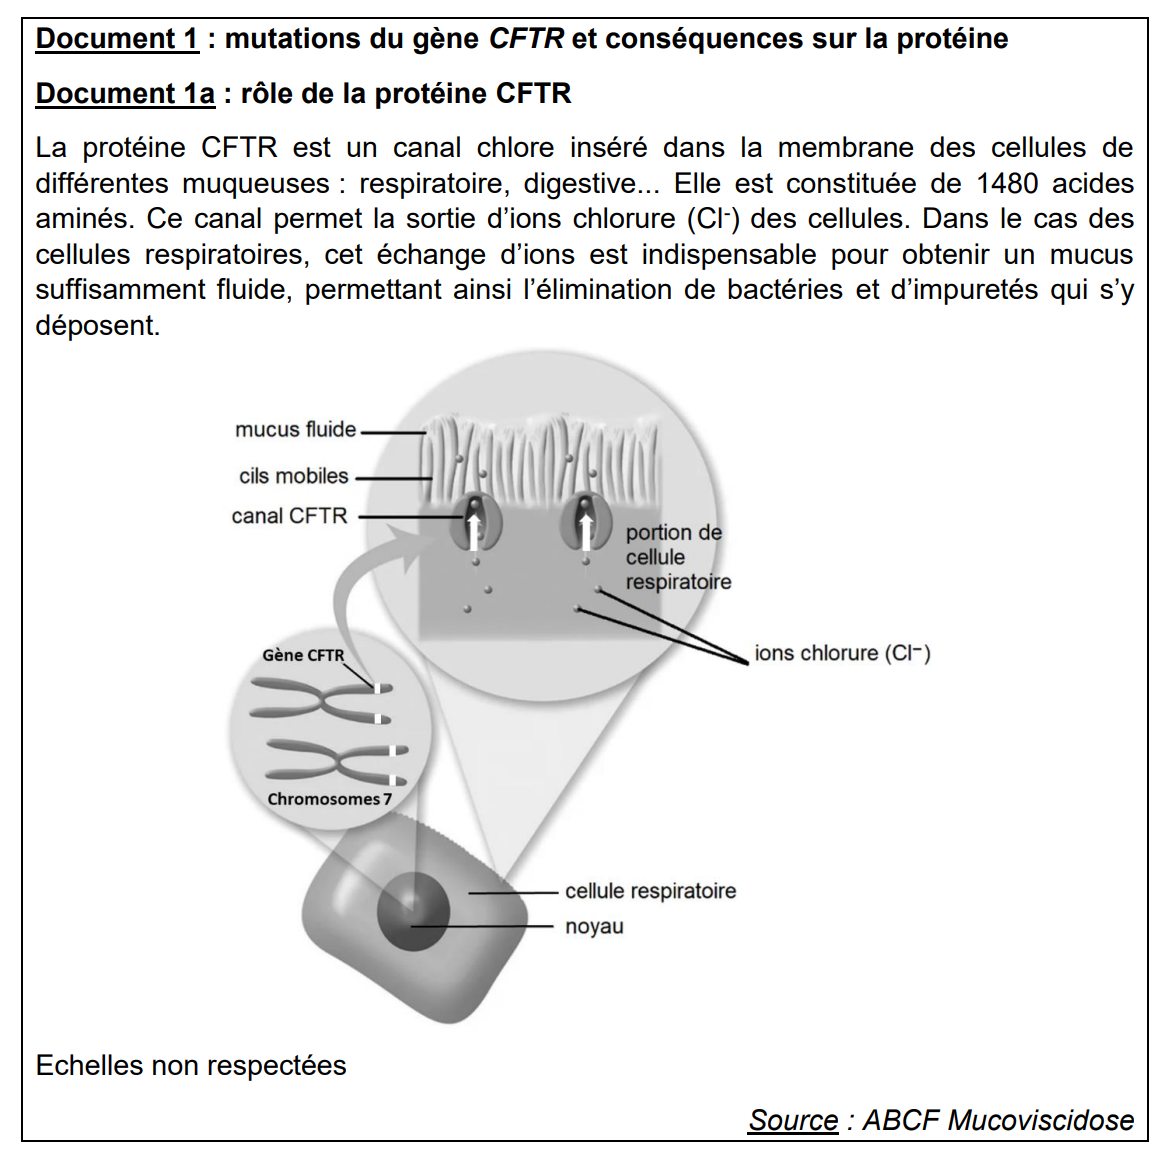 Document 1 : mutations du gène CFTR et conséquences sur la protéine
Document 1a : rôle de la protéine CFTR
La protéine CFTR est un canal chlore inséré dans la membrane des cellules de
différentes muqueuses : respiratoire, digestive... Elle est constituée de 1480 acides
aminés. Ce canal permet la sortie d’ions chlorure (Cl-) des cellules. Dans le cas des
cellules respiratoires, cet échange d’ions est indispensable pour obtenir un mucus
suffisamment fluide, permettant ainsi l’élimination de bactéries et d’impuretés qui s’y
déposent.
mucus fluide
cils mobiles
canal CFTR
portion de
cellule
respiratoire
ions chlorure (Cl−)
Gène CFTR
Chromosomes 7
cellule respiratoire
noyau
Echelles non respectées
Source : ABCF Mucoviscidose